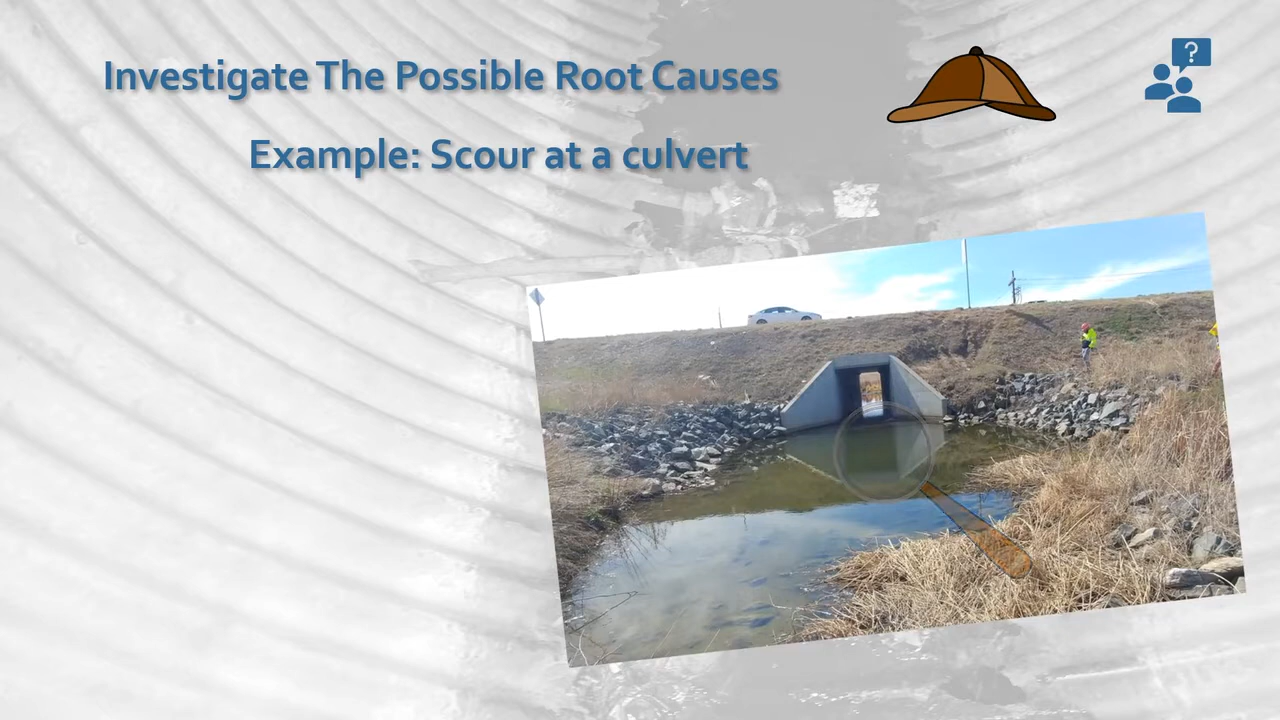 Investigate The Possible Root Causes
Example: Scour at a culvert
?